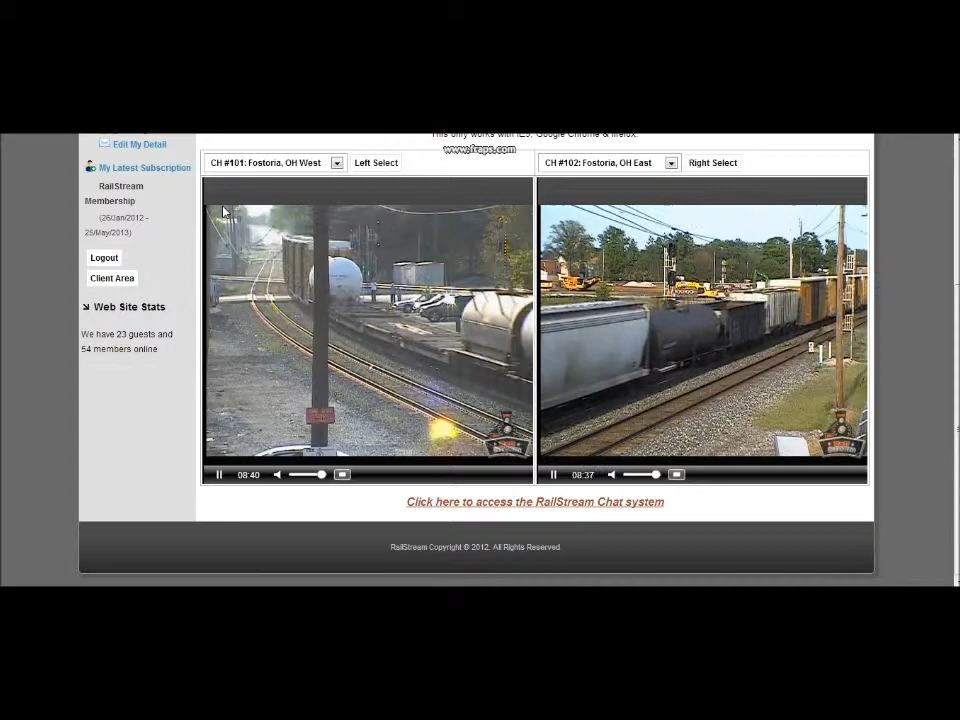 This only works with IE9, Google Chrome & firefox.
www.fraps.com
Edit My Detail
CH #101: Fostoria, OH West
Left Select
CH #102: Fostoria, OH East
Right Select
My Latest Subscription
RailStream
Membership
(26/Jan/2012 -
25/May/2013)
Logout
Client Area
Web Site Stats
We have 23 guests and
54 members online
08:40
08:37
Click here to access the RailStream Chat system
RailStream Copyright © 2012. All Rights Reserved.